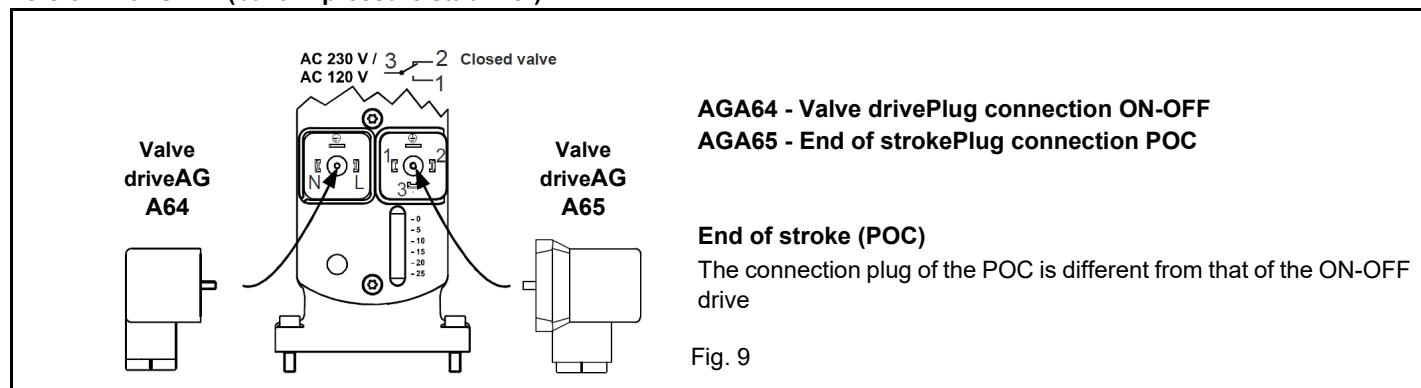 AC 230 V / 3 2 Closed valve
AC 120 V 1
Valve
driveAG
A64
N L
1 2
3
-0
-5
-10
-15
-20
-25
Valve
driveAG
A65
AGA64 - Valve drivePlug connection ON-OFF
AGA65 - End of strokePlug connection POC
End of stroke (POC)
The connection plug of the POC is different from that of the ON-OFF
drive
Fig. 9